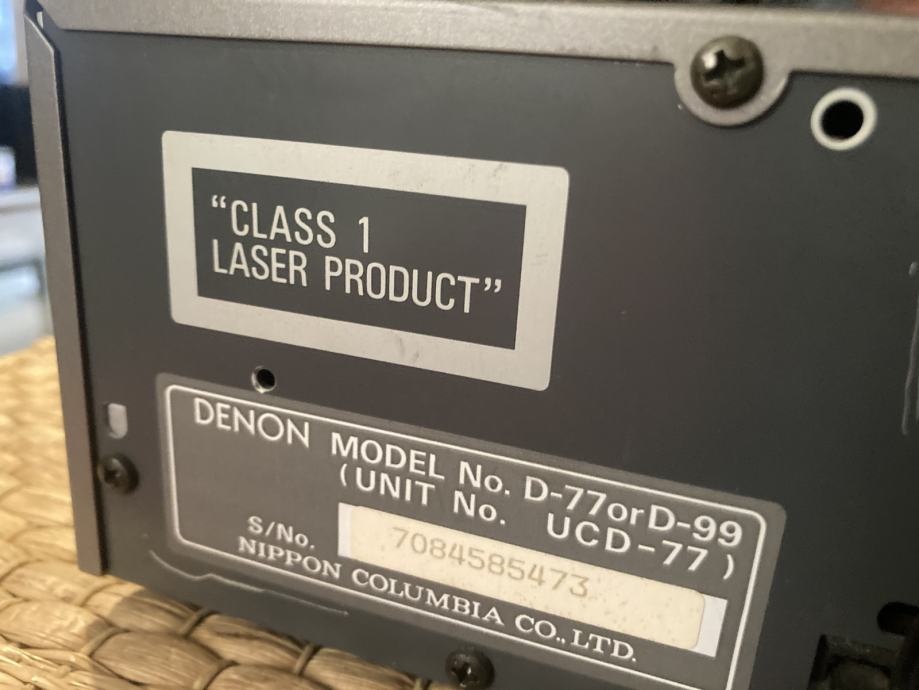 “CLASS 1
LASER PRODUCT”
DENON MODEL No. D-77orD-99
(UNIT No. UCD-77)
S/No. 7084585473
NIPPON COLUMBIA CO., LTD.